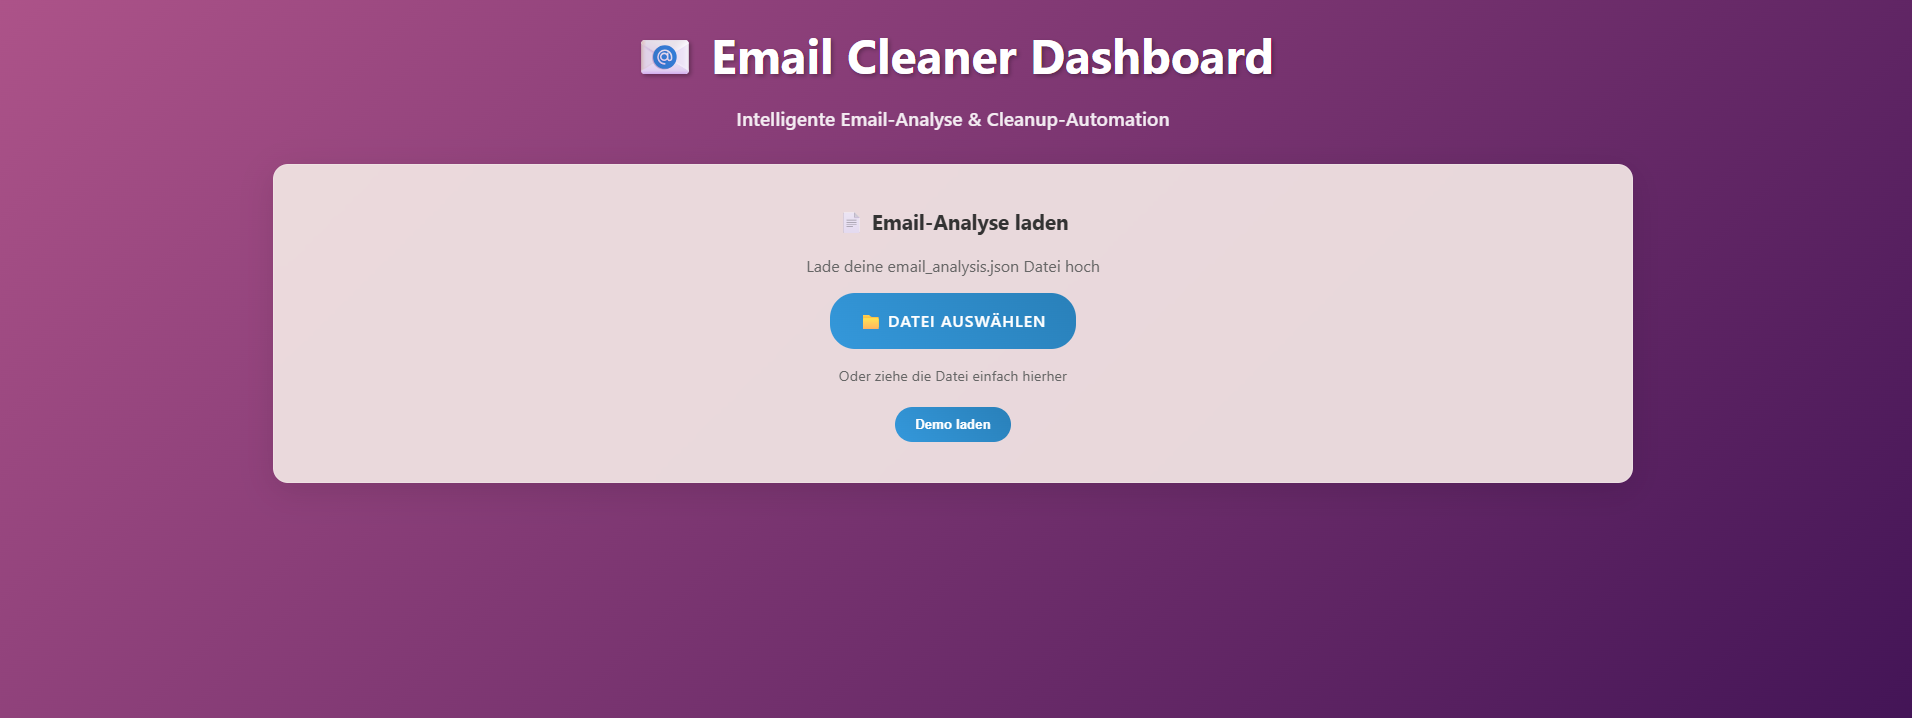 Email Cleaner Dashboard
Intelligente Email-Analyse & Cleanup-Automation
Email-Analyse laden
Lade deine email_analysis.json Datei hoch
DATEI AUSWÄHLEN
Oder ziehe die Datei einfach hierher
Demo laden